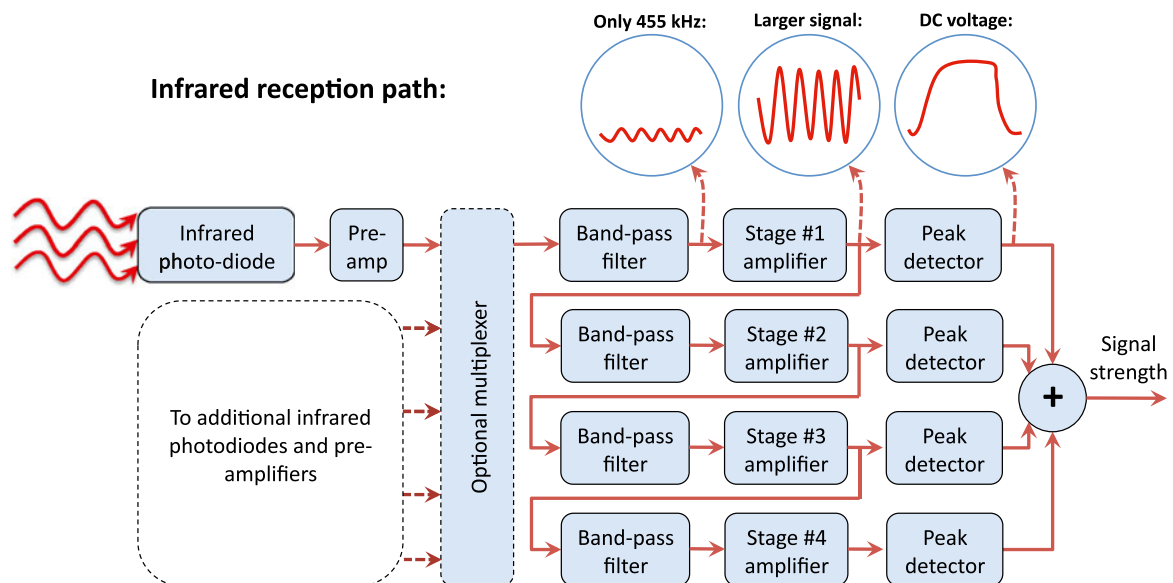 Only 455 kHz:
Larger signal:
DC voltage:
Infrared reception path:
Infrared
photo-diode
Pre-
amp
Optional multiplexer
Band-pass
filter
Stage #1
amplifier
Peak
detector
Band-pass
filter
Stage #2
amplifier
Peak
detector
Band-pass
filter
Stage #3
amplifier
Peak
detector
Band-pass
filter
Stage #4
amplifier
Peak
detector
+
Signal
strength
To additional infrared
photodiodes and pre-
amplifiers